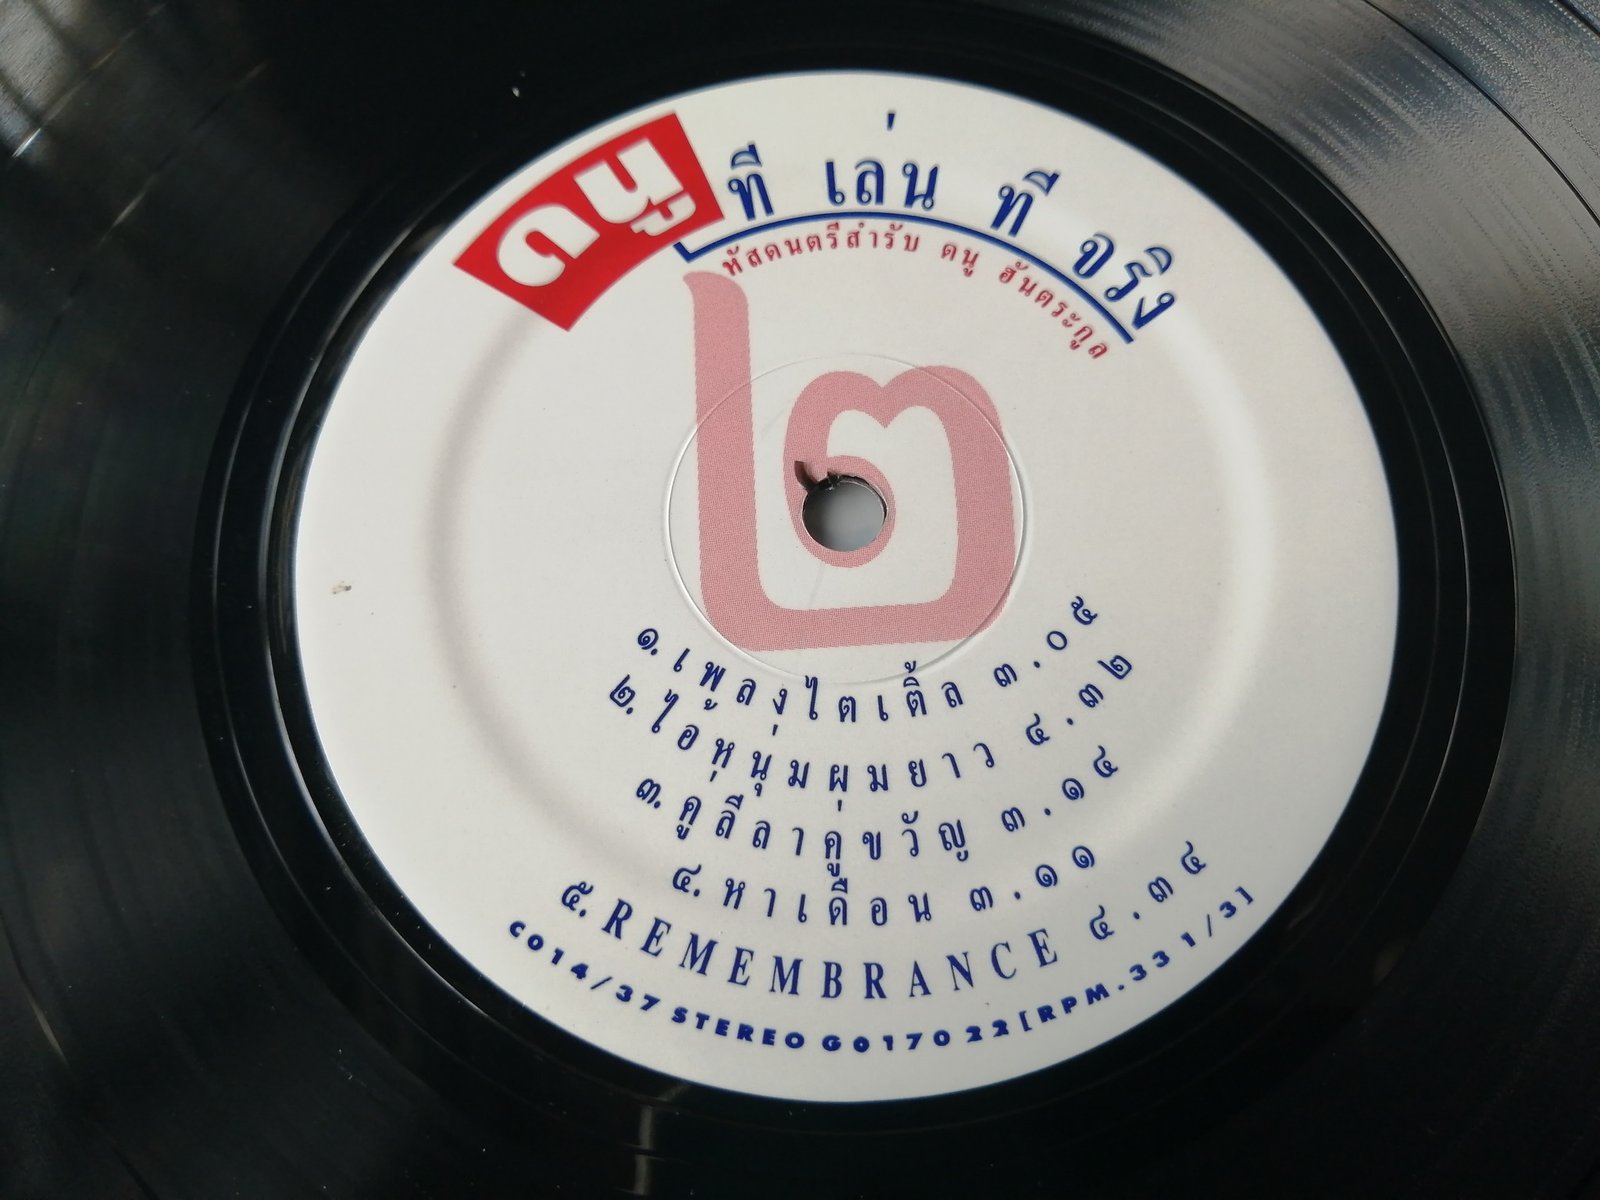 ดนู
ที เล่น ที จริง
หัสดนตรีสำรับ ดนู ฮันตระกูล
๒
๑. เพลงไตเติ้ล ๓.๐๕
๒. ไอ้หนุ่มผมยาว ๔.๓๒
๓. คู่ลีลาคู่ขวัญ ๓.๑๔
๔. หาเดือน ๓.๑๑
๕. REMEMBRANCE ๔.๓๔
C014/37 STEREO G017022[RPM.33 1/3]